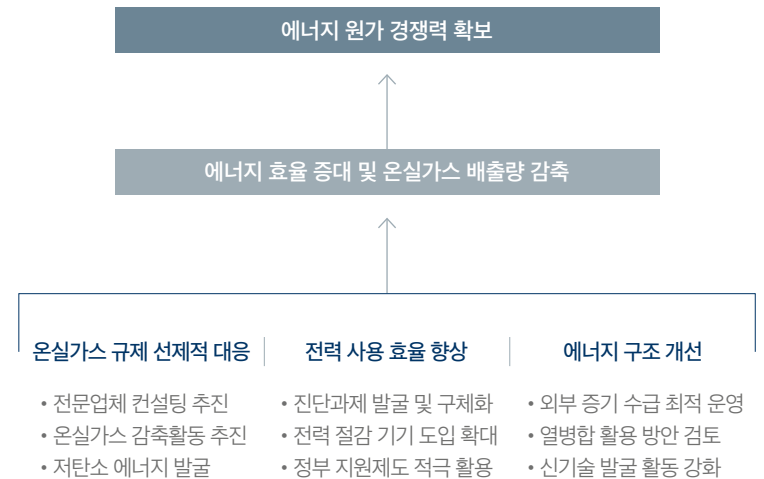 에너지 원가 경쟁력 확보
에너지 효율 증대 및 온실가스 배출량 감축
온실가스 규제 선제적 대응
• 전문업체 컨설팅 추진
• 온실가스 감축활동 추진
• 저탄소 에너지 발굴
전력 사용 효율 향상
• 진단과제 발굴 및 구체화
• 전력 절감 기기 도입 확대
• 정부 지원제도 적극 활용
에너지 구조 개선
• 외부 증기 수급 최적 운영
• 열병합 활용 방안 검토
• 신기술 발굴 활동 강화